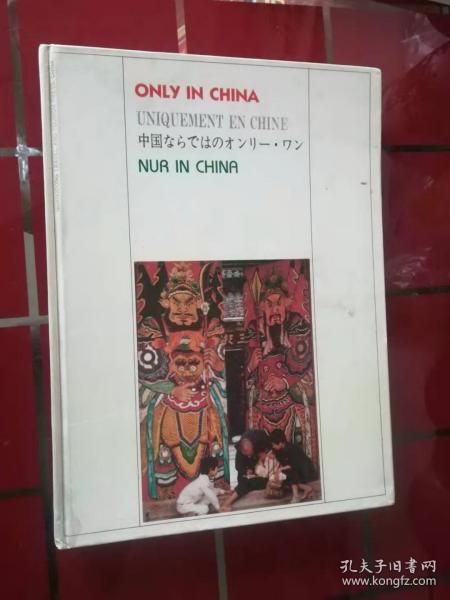 ONLY IN CHINA
UNIQUEMENT EN CHINE
中国ならではのオンリー・ワン
NUR IN CHINA
孔夫子旧书网
www.kongfz.com